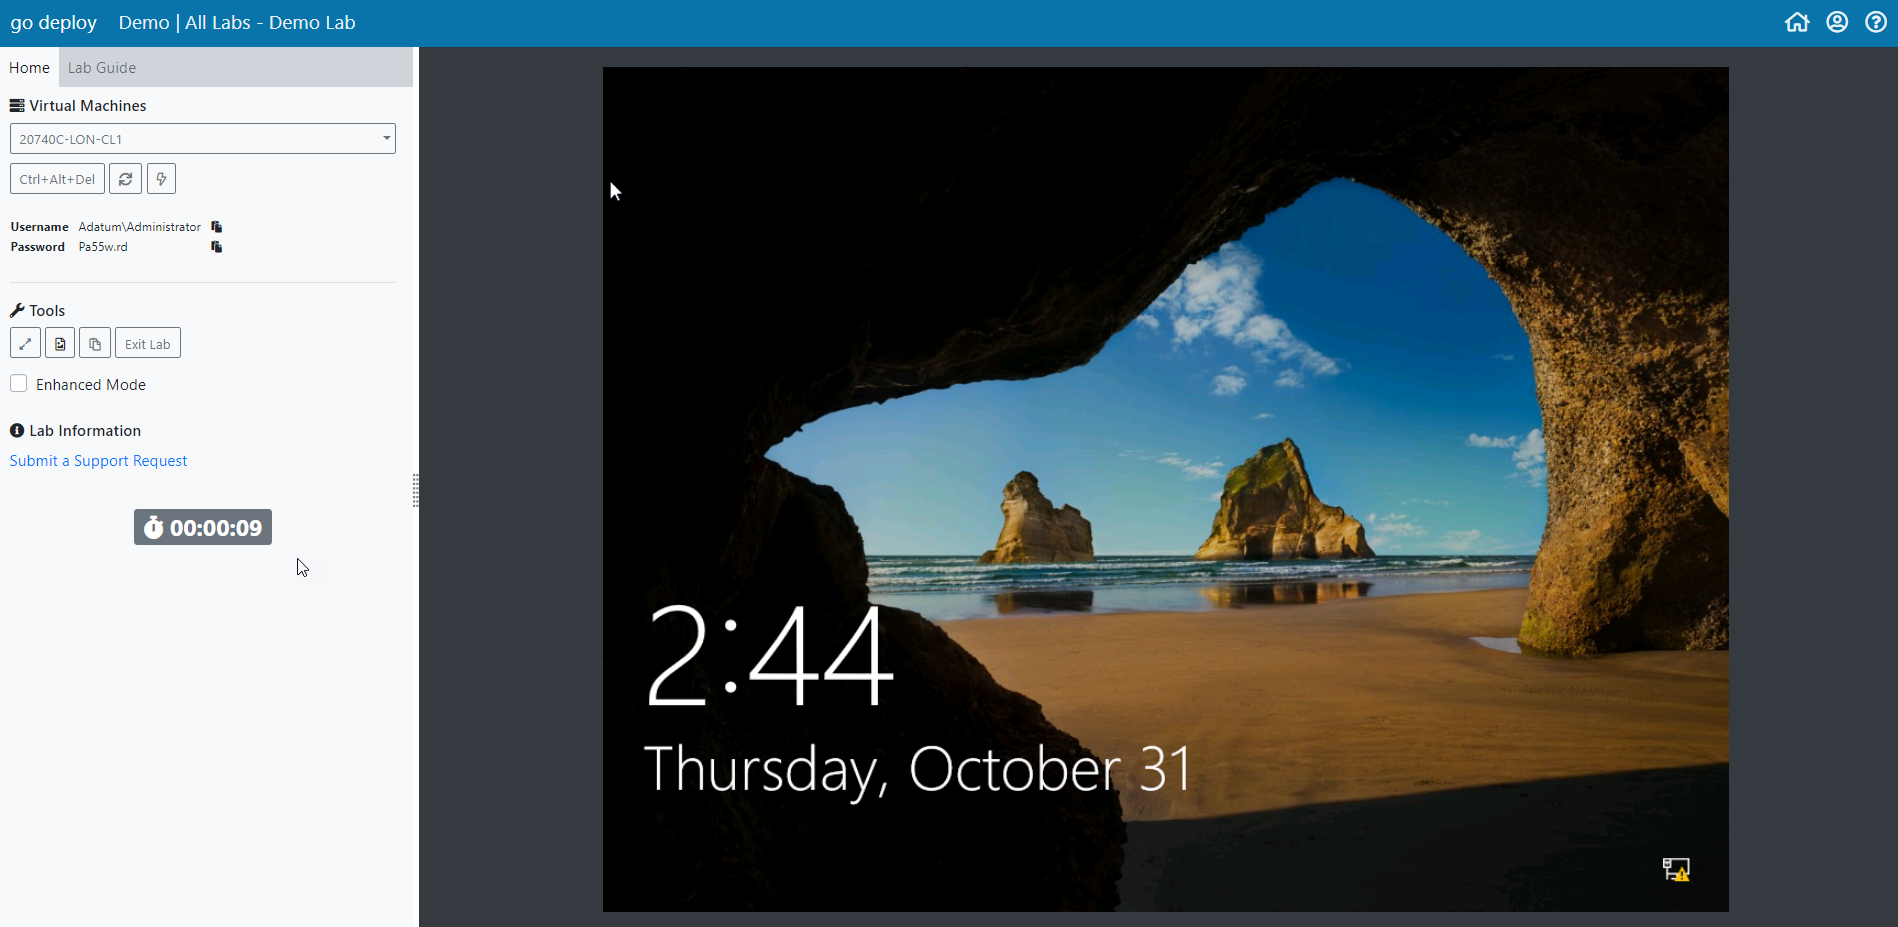 go deploy Demo | All Labs - Demo Lab
Home Lab Guide
Virtual Machines
20740C-LON-CL1
Ctrl+Alt+Del
Username Adatum\Administrator
Password Pa55w.rd
Tools
Exit Lab
Enhanced Mode
Lab Information
Submit a Support Request
00:00:09
2:44
Thursday, October 31